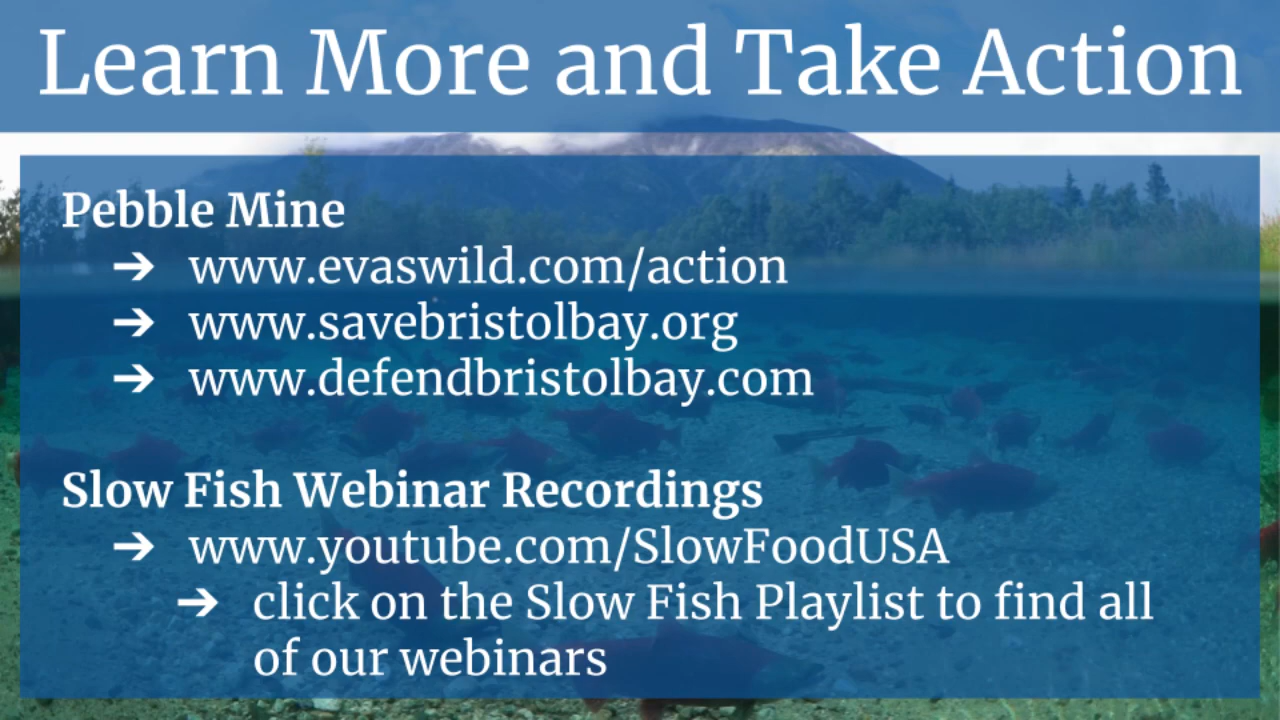 Learn More and Take Action
Pebble Mine
➔ www.evaswild.com/action
➔ www.savebristolbay.org
➔ www.defendbristolbay.com
Slow Fish Webinar Recordings
➔ www.youtube.com/SlowFoodUSA
➔ click on the Slow Fish Playlist to find all
of our webinars